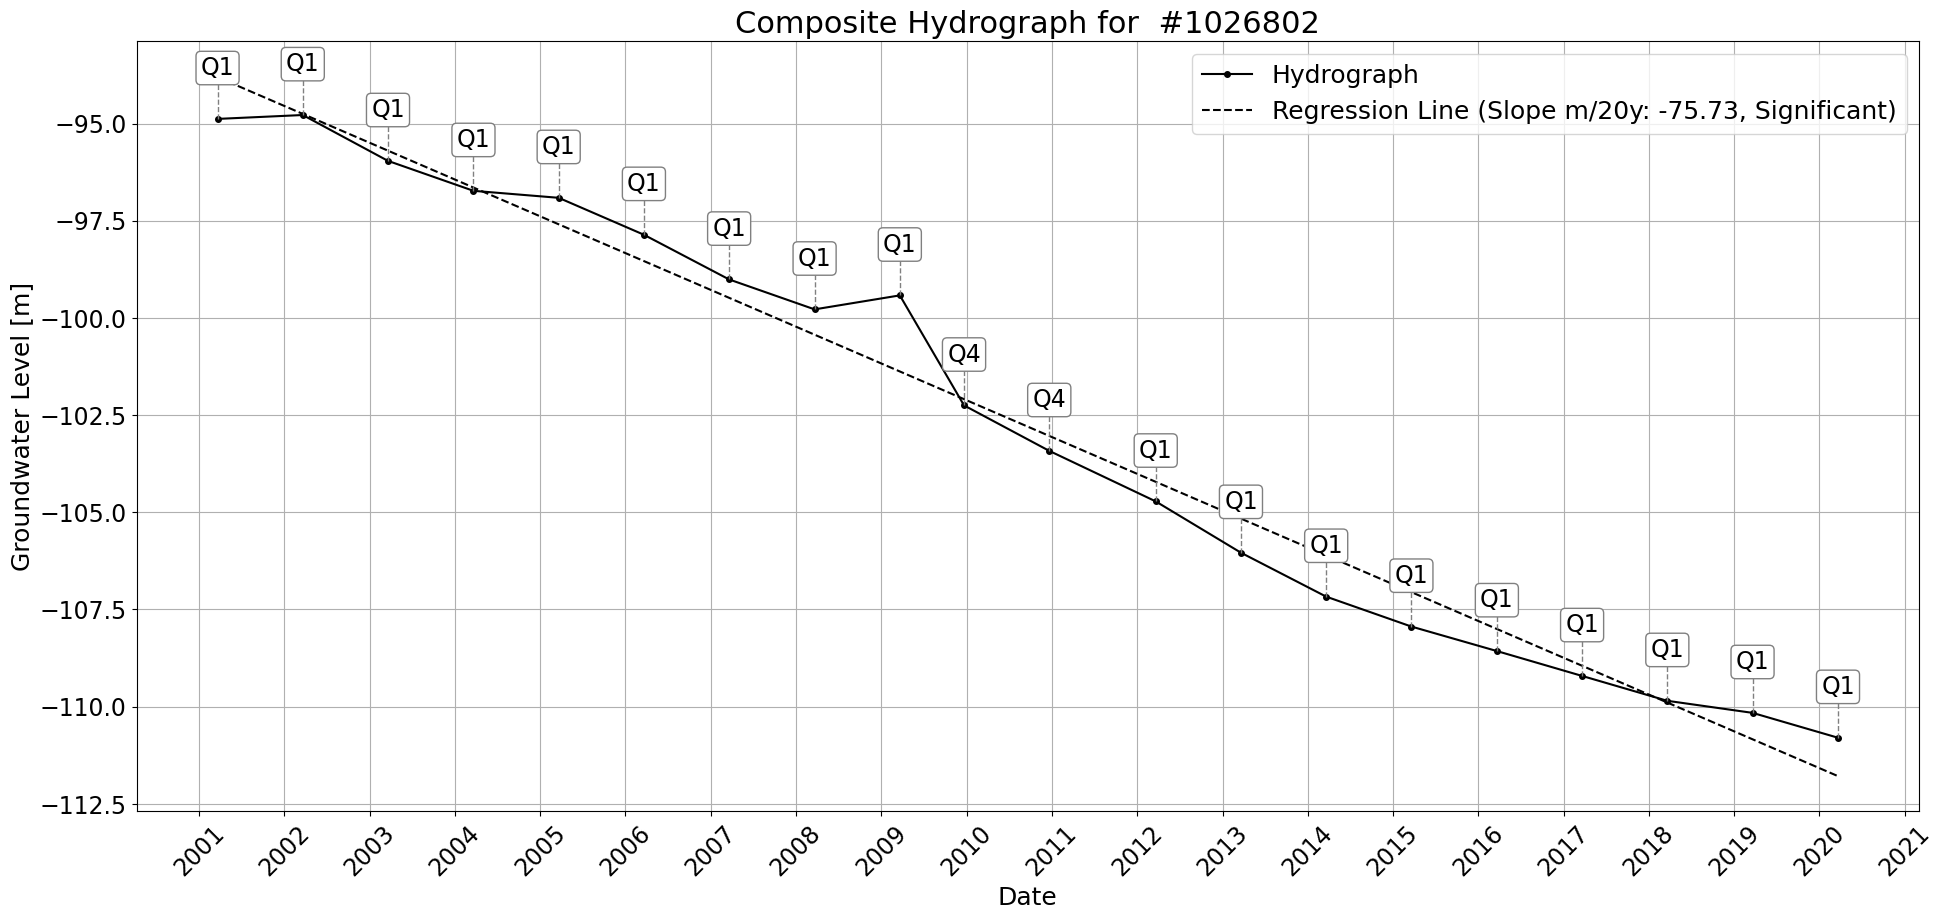 Composite Hydrograph for  #1026802
Hydrograph
Regression Line (Slope m/20y: -75.73, Significant)
Q1
Q1
Q1
Q1
Q1
Q1
Q1
Q1
Q1
Q4
Q4
Q1
Q1
Q1
Q1
Q1
Q1
Q1
Q1
Q1
Groundwater Level [m]
−95.0
−97.5
−100.0
−102.5
−105.0
−107.5
−110.0
−112.5
2001
2002
2003
2004
2005
2006
2007
2008
2009
2010
2011
2012
2013
2014
2015
2016
2017
2018
2019
2020
2021
Date